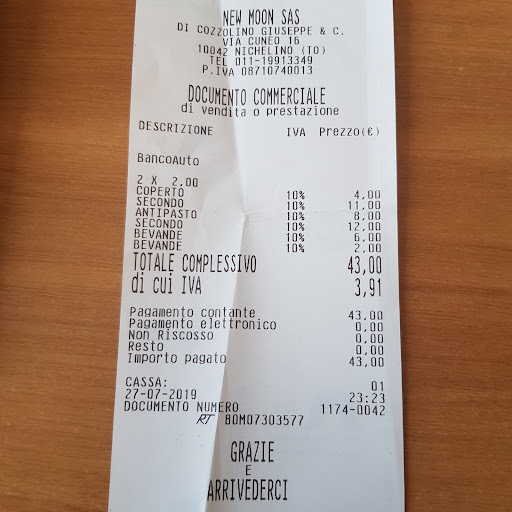 NEW MOON SAS
DI COZZOLINO GIUSEPPE & C.
VIA CUNEO 16
10042 NICHELINO (TO)
TEL 011-19913349
P.IVA 08710740013
DOCUMENTO COMMERCIALE
di vendita o prestazione
DESCRIZIONE IVA Prezzo(€)
BancoAuto
2 X 2,00
COPERTO 10% 4,00
SECONDO 10% 11,00
ANTIPASTO 10% 8,00
SECONDO 10% 12,00
BEVANDE 10% 6,00
BEVANDE 10% 2,00
TOTALE COMPLESSIVO 43,00
di cui IVA 3,91
Pagamento contante 43,00
Pagamento elettronico 0,00
Non Riscosso 0,00
Resto 0,00
Importo pagato 43,00
CASSA: 01
27-07-2019 23:23
DOCUMENTO NUMERO 1174-0042
RT 80M07303577
GRAZIE
E
ARRIVEDERCI